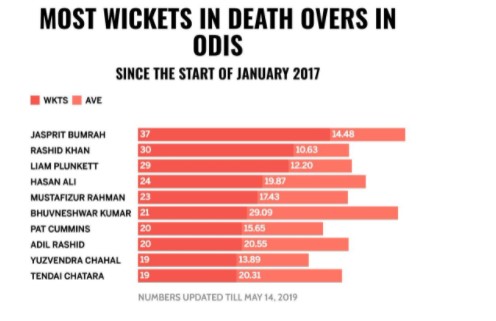 MOST WICKETS IN DEATH OVERS IN
ODIS
SINCE THE START OF JANUARY 2017
WKTS AVE
JASPRIT BUMRAH 37 14.48
RASHID KHAN 30 10.63
LIAM PLUNKETT 29 12.20
HASAN ALI 24 19.87
MUSTAFIZUR RAHMAN 23 17.43
BHUVNESHWAR KUMAR 21 29.09
PAT CUMMINS 20 15.65
ADIL RASHID 20 20.55
YUZVENDRA CHAHAL 19 13.89
TENDAI CHATARA 19 20.31
NUMBERS UPDATED TILL MAY 14, 2019